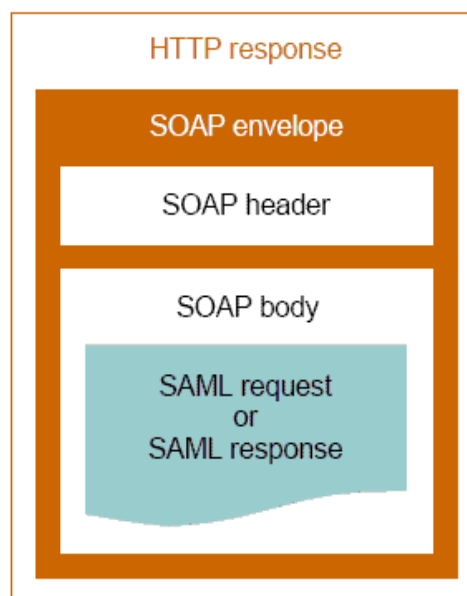 HTTP response
SOAP envelope
SOAP header
SOAP body
SAML request
or
SAML response